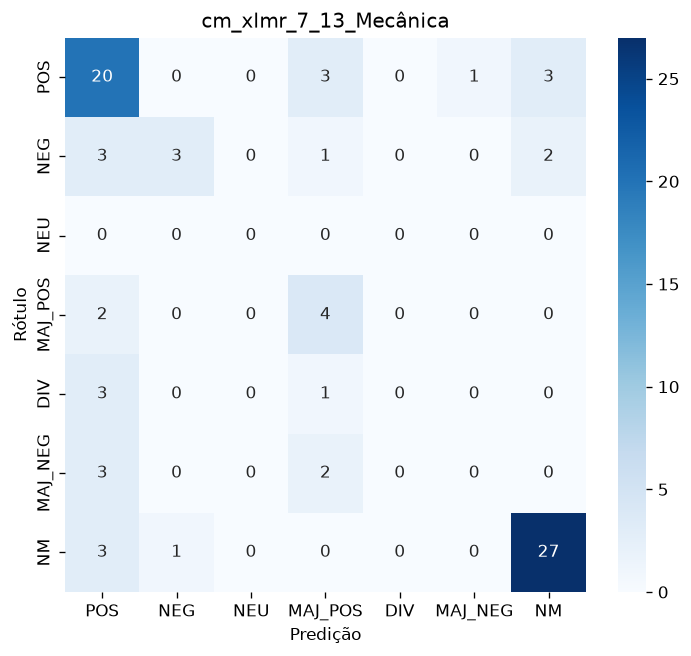 cm_xlmr_7_13_Mecânica
POS 20 0 0 3 0 1 3
NEG 3 3 0 1 0 0 2
NEU 0 0 0 0 0 0 0
MAJ_POS 2 0 0 4 0 0 0
DIV 3 0 0 1 0 0 0
MAJ_NEG 3 0 0 2 0 0 0
NM 3 1 0 0 0 0 27
POS NEG NEU MAJ_POS DIV MAJ_NEG NM
Predição
Rótulo
25
20
15
10
5
0